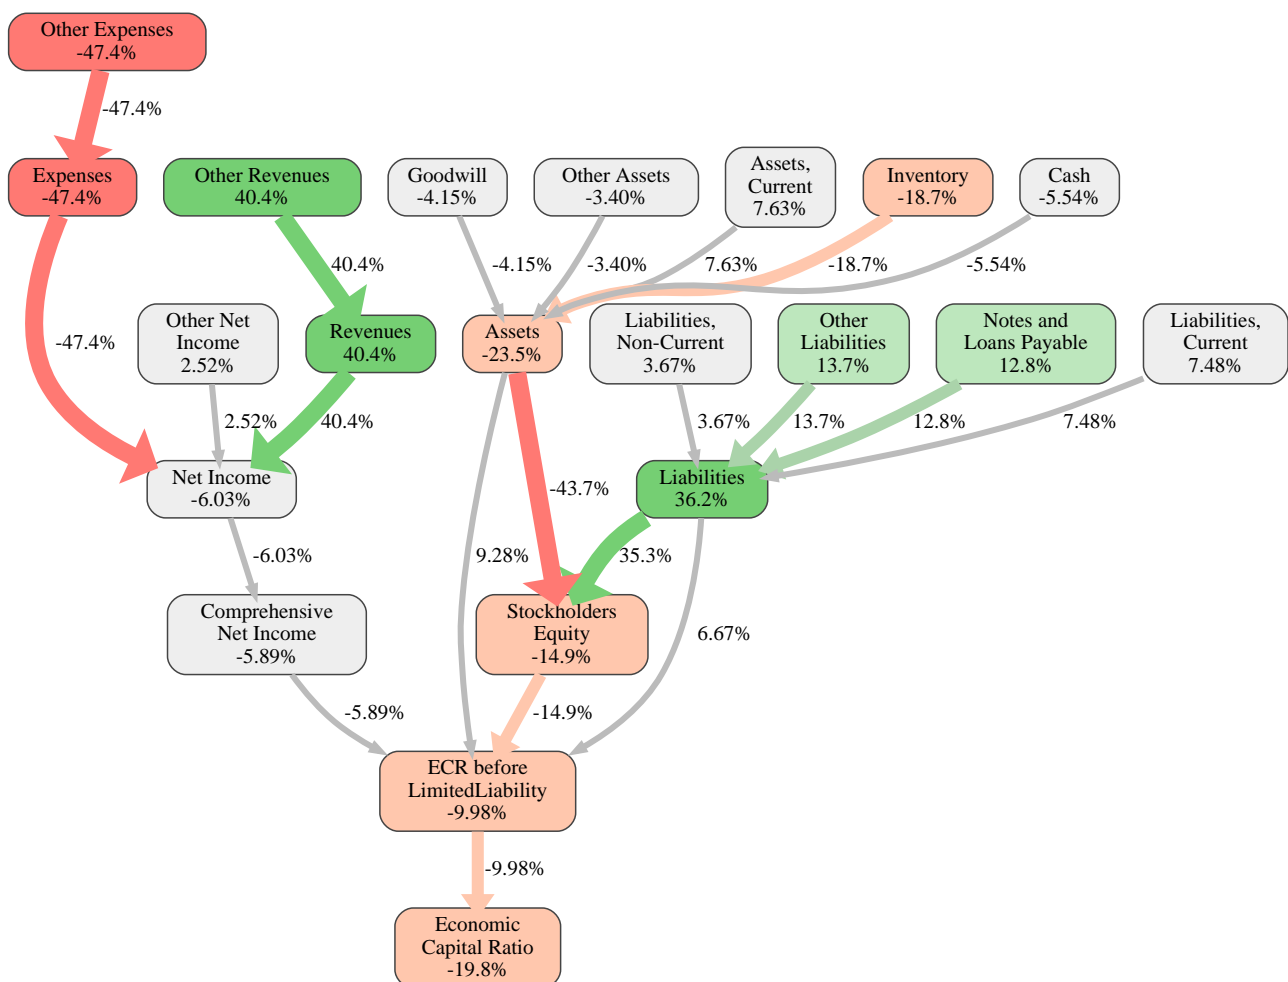 Other Expenses
-47.4%
-47.4%
Expenses
-47.4%
Other Revenues
40.4%
Goodwill
-4.15%
Other Assets
-3.40%
Assets,
Current
7.63%
Inventory
-18.7%
Cash
-5.54%
40.4%
-4.15%
-3.40%
7.63%
-18.7%
-5.54%
-47.4%
Other Net
Income
2.52%
Revenues
40.4%
Assets
-23.5%
Liabilities,
Non-Current
3.67%
Other
Liabilities
13.7%
Notes and
Loans Payable
12.8%
Liabilities,
Current
7.48%
2.52%
40.4%
3.67%
13.7%
12.8%
7.48%
Net Income
-6.03%
-43.7%
Liabilities
36.2%
-6.03%
9.28%
35.3%
Comprehensive
Net Income
-5.89%
Stockholders
Equity
-14.9%
6.67%
-5.89%
-14.9%
ECR before
LimitedLiability
-9.98%
-9.98%
Economic
Capital Ratio
-19.8%